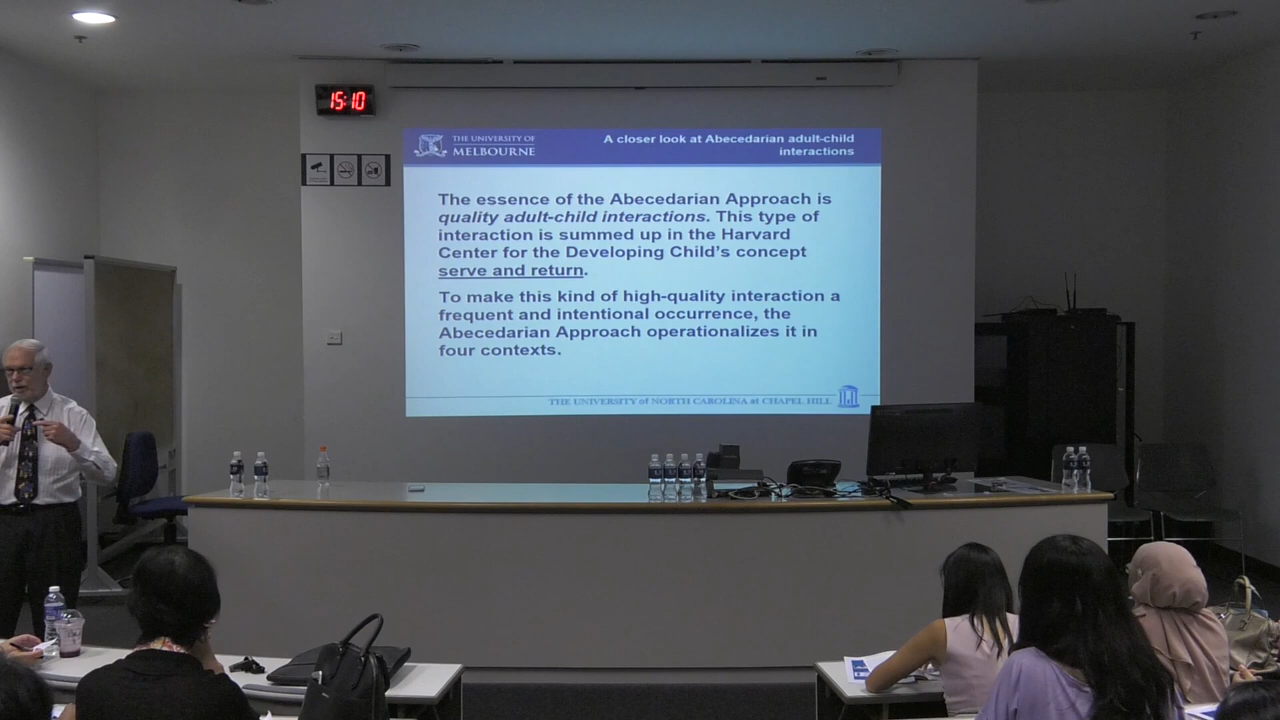 15:10
THE UNIVERSITY OF
MELBOURNE
A closer look at Abecedarian adult-child
interactions
The essence of the Abecedarian Approach is
quality adult-child interactions. This type of
interaction is summed up in the Harvard
Center for the Developing Child's concept
serve and return.
To make this kind of high-quality interaction a
frequent and intentional occurrence, the
Abecedarian Approach operationalizes it in
four contexts.
THE UNIVERSITY of NORTH CAROLINA at CHAPEL HILL